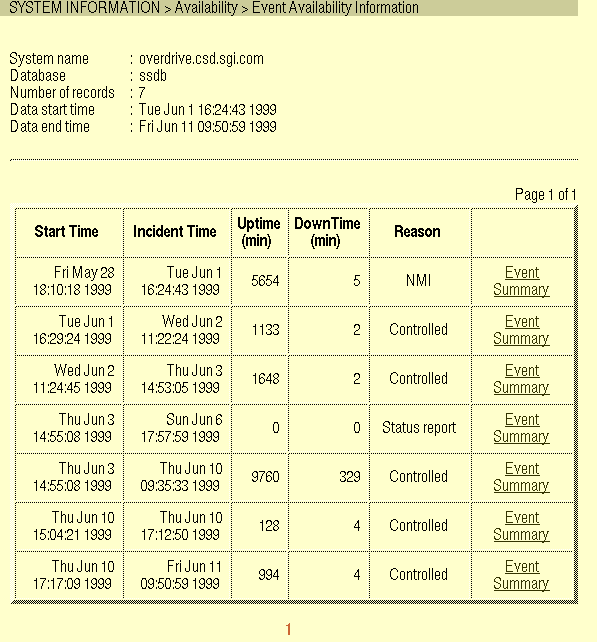 SYSTEM INFORMATION > Availability > Event Availability Information
System name : overdrive.csd.sgi.com
Database : ssdb
Number of records : 7
Data start time : Tue Jun 1 16:24:43 1999
Data end time : Fri Jun 11 09:50:59 1999
Page 1 of 1
Start Time Incident Time Uptime (min) DownTime (min) Reason
Fri May 28 18:10:18 1999 Tue Jun 1 16:24:43 1999 5654 5 NMI Event Summary
Tue Jun 1 16:29:24 1999 Wed Jun 2 11:22:24 1999 1133 2 Controlled Event Summary
Wed Jun 2 11:24:45 1999 Thu Jun 3 14:53:05 1999 1648 2 Controlled Event Summary
Thu Jun 3 14:55:08 1999 Sun Jun 6 17:57:59 1999 0 0 Status report Event Summary
Thu Jun 3 14:55:08 1999 Thu Jun 10 09:35:33 1999 9760 329 Controlled Event Summary
Thu Jun 10 15:04:21 1999 Thu Jun 10 17:12:50 1999 128 4 Controlled Event Summary
Thu Jun 10 17:17:09 1999 Fri Jun 11 09:50:59 1999 994 4 Controlled Event Summary
1